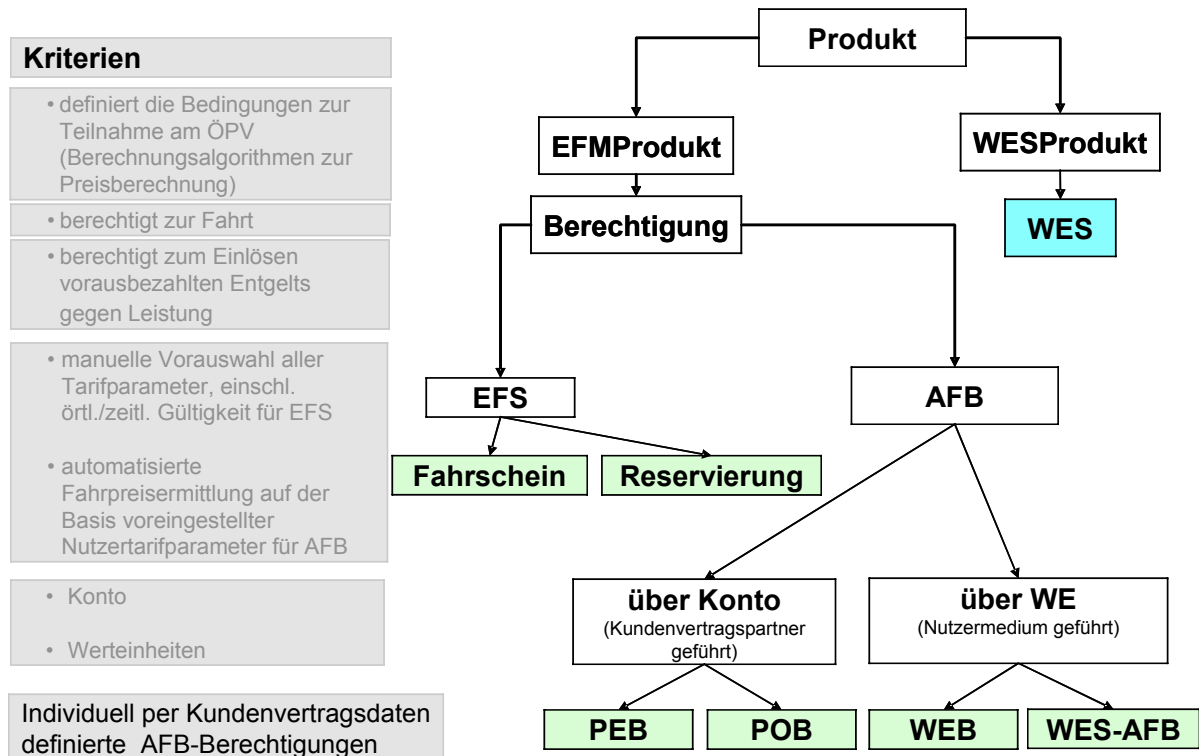 Kriterien
• definiert die Bedingungen zur
Teilnahme am ÖPV
(Berechnungsalgorithmen zur
Preisberechnung)
• berechtigt zur Fahrt
• berechtigt zum Einlösen
vorausbezahlten Entgelts
gegen Leistung
• manuelle Vorauswahl aller
Tarifparameter, einschl.
örtl./zeitl. Gültigkeit für EFS
• automatisierte
Fahrpreisermittlung auf der
Basis voreingestellter
Nutzertarifparameter für AFB
• Konto
• Werteinheiten
Individuell per Kundenvertragsdaten
definierte AFB-Berechtigungen
Produkt
EFMProdukt
WESProdukt
Berechtigung
WES
EFS
AFB
Fahrschein
Reservierung
über Konto
(Kundenvertragspartner
geführt)
über WE
(Nutzermedium geführt)
PEB
POB
WEB
WES-AFB